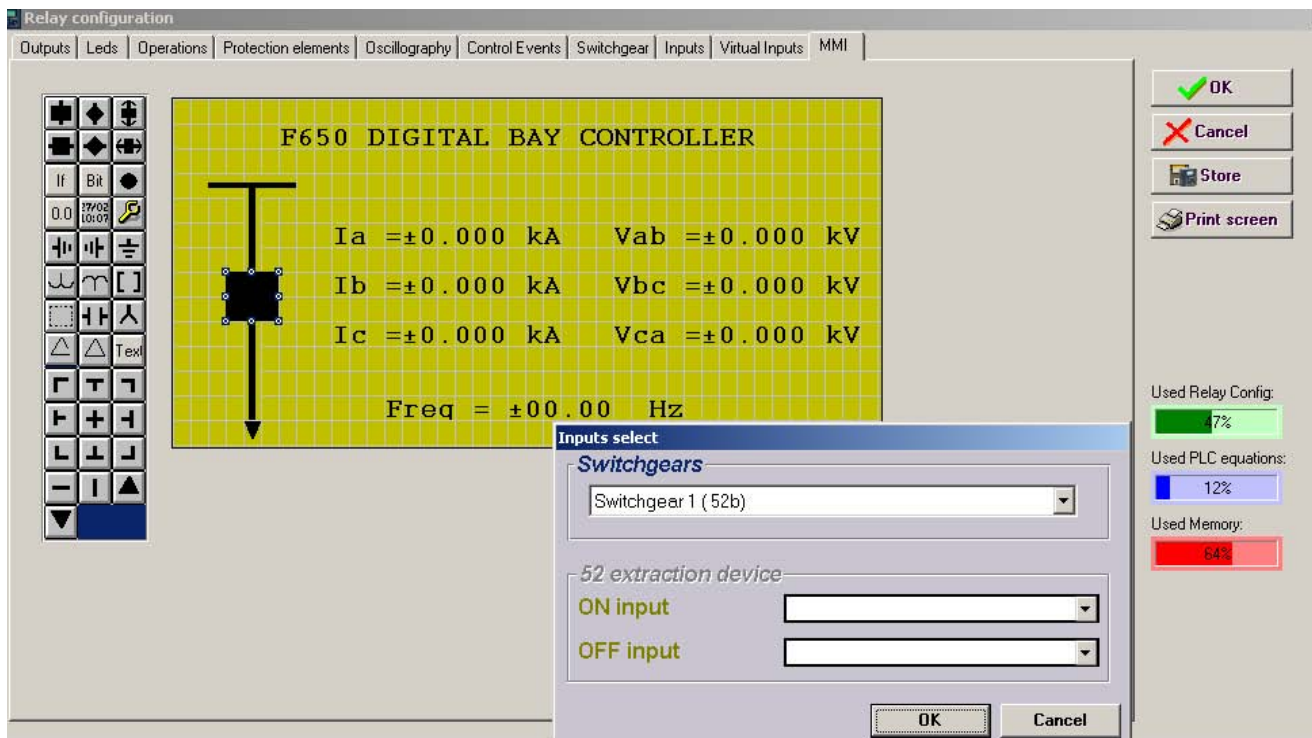 Relay configuration
Outputs Leds Operations Protection elements Oscillography Control Events Switchgear Inputs Virtual Inputs MMI
OK
Cancel
Store
Print screen
If Bit
0.0 27/02 10:07
Text
F650 DIGITAL BAY CONTROLLER
Ia =±0.000 kA Vab =±0.000 kV
Ib =±0.000 kA Vbc =±0.000 kV
Ic =±0.000 kA Vca =±0.000 kV
Freq = ±00.00 Hz
Used Relay Config:
47%
Used PLC equations:
12%
Used Memory:
64%
Inputs select
Switchgears
Switchgear 1 ( 52b)
52 extraction device
ON input
OFF input
OK Cancel